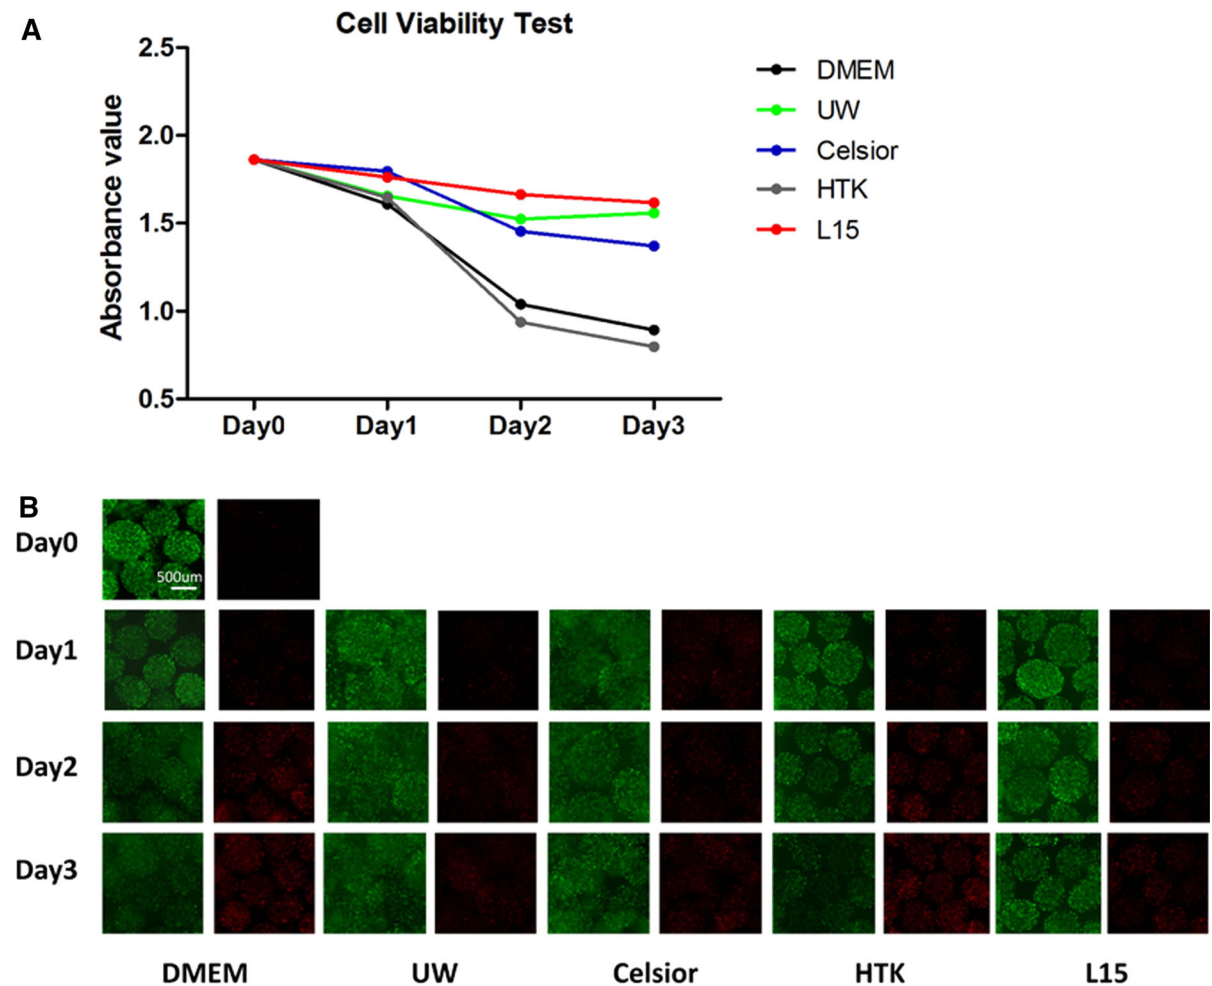 A
Cell Viability Test
2.5
2.0
1.5
1.0
0.5
Absorbance value
Day0 Day1 Day2 Day3
DMEM
UW
Celsior
HTK
L15
B
Day0
500um
Day1
Day2
Day3
DMEM UW Celsior HTK L15